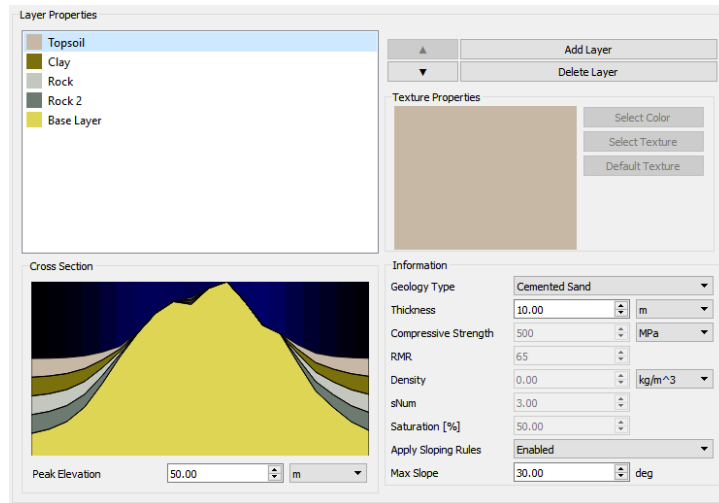 Layer Properties
Topsoil
Clay
Rock
Rock 2
Base Layer
▲ Add Layer
▼ Delete Layer
Texture Properties
Select Color
Select Texture
Default Texture
Cross Section
Peak Elevation 50.00 m
Information
Geology Type Cemented Sand
Thickness 10.00 m
Compressive Strength 500 MPa
RMR 65
Density 0.00 kg/m^3
sNum 3.00
Saturation [%] 50.00
Apply Sloping Rules Enabled
Max Slope 30.00 deg